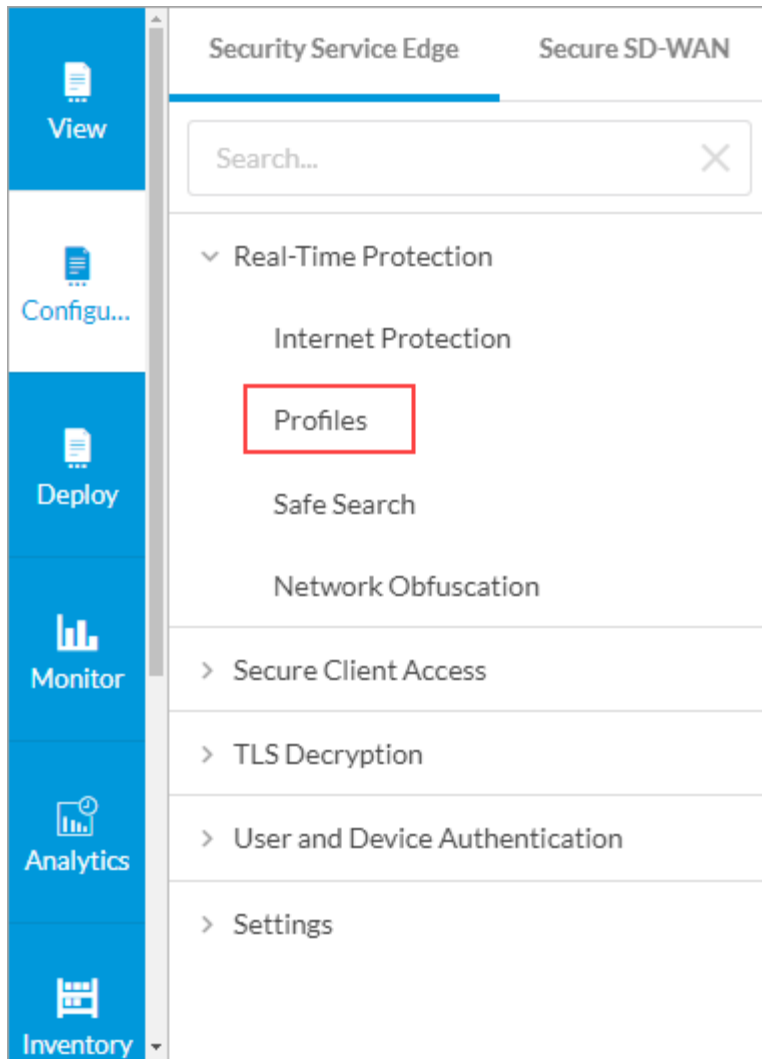 View
Configu...
Deploy
Monitor
Analytics
Inventory
Security Service Edge
Secure SD-WAN
Search...
Real-Time Protection
Internet Protection
Profiles
Safe Search
Network Obfuscation
Secure Client Access
TLS Decryption
User and Device Authentication
Settings